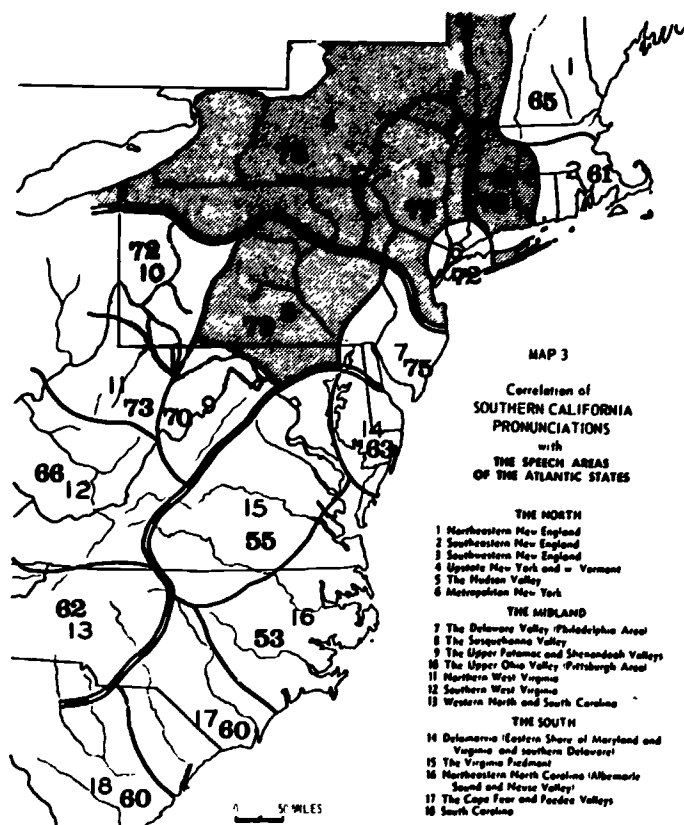 1
65
61
2
72
72
10
7
75
11
73
70
9
14
63
66
12
15
55
62
13
16
53
17 60
18 60
0 50 MILES
MAP 3
Correlation of
SOUTHERN CALIFORNIA
PRONUNCIATIONS
with
THE SPEECH AREAS
OF THE ATLANTIC STATES
THE NORTH
1 Northeastern New England
2 Southeastern New England
3 Southwestern New England
4 Upstate New York and w. Vermont
5 The Hudson Valley
6 Metropolitan New York
THE MIDLAND
7 The Delaware Valley (Philadelphia Area)
8 The Susquehanna Valley
9 The Upper Potomac and Shenandoah Valleys
10 The Upper Ohio Valley (Pittsburgh Area)
11 Northern West Virginia
12 Southern West Virginia
13 Western North and South Carolina
THE SOUTH
14 Delamarvia (Eastern Shore of Maryland and
Virginia and southern Delaware)
15 The Virginia Piedmont
16 Northeastern North Carolina (Albemarle
Sound and Neuse Valley)
17 The Cape Fear and Peedee Valleys
18 South Carolina